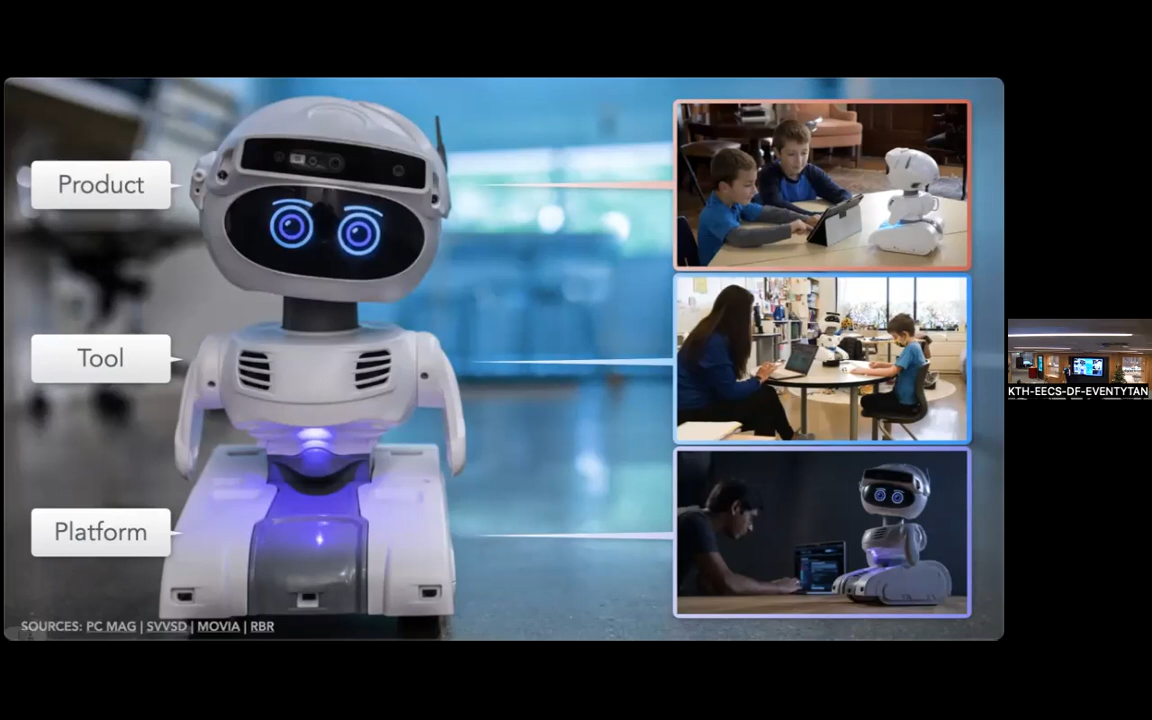 Product
Tool
Platform
SOURCES: PC MAG | SVVSD | MOVIA | RBR
KTH-EECS-DF-EVENTYTAN